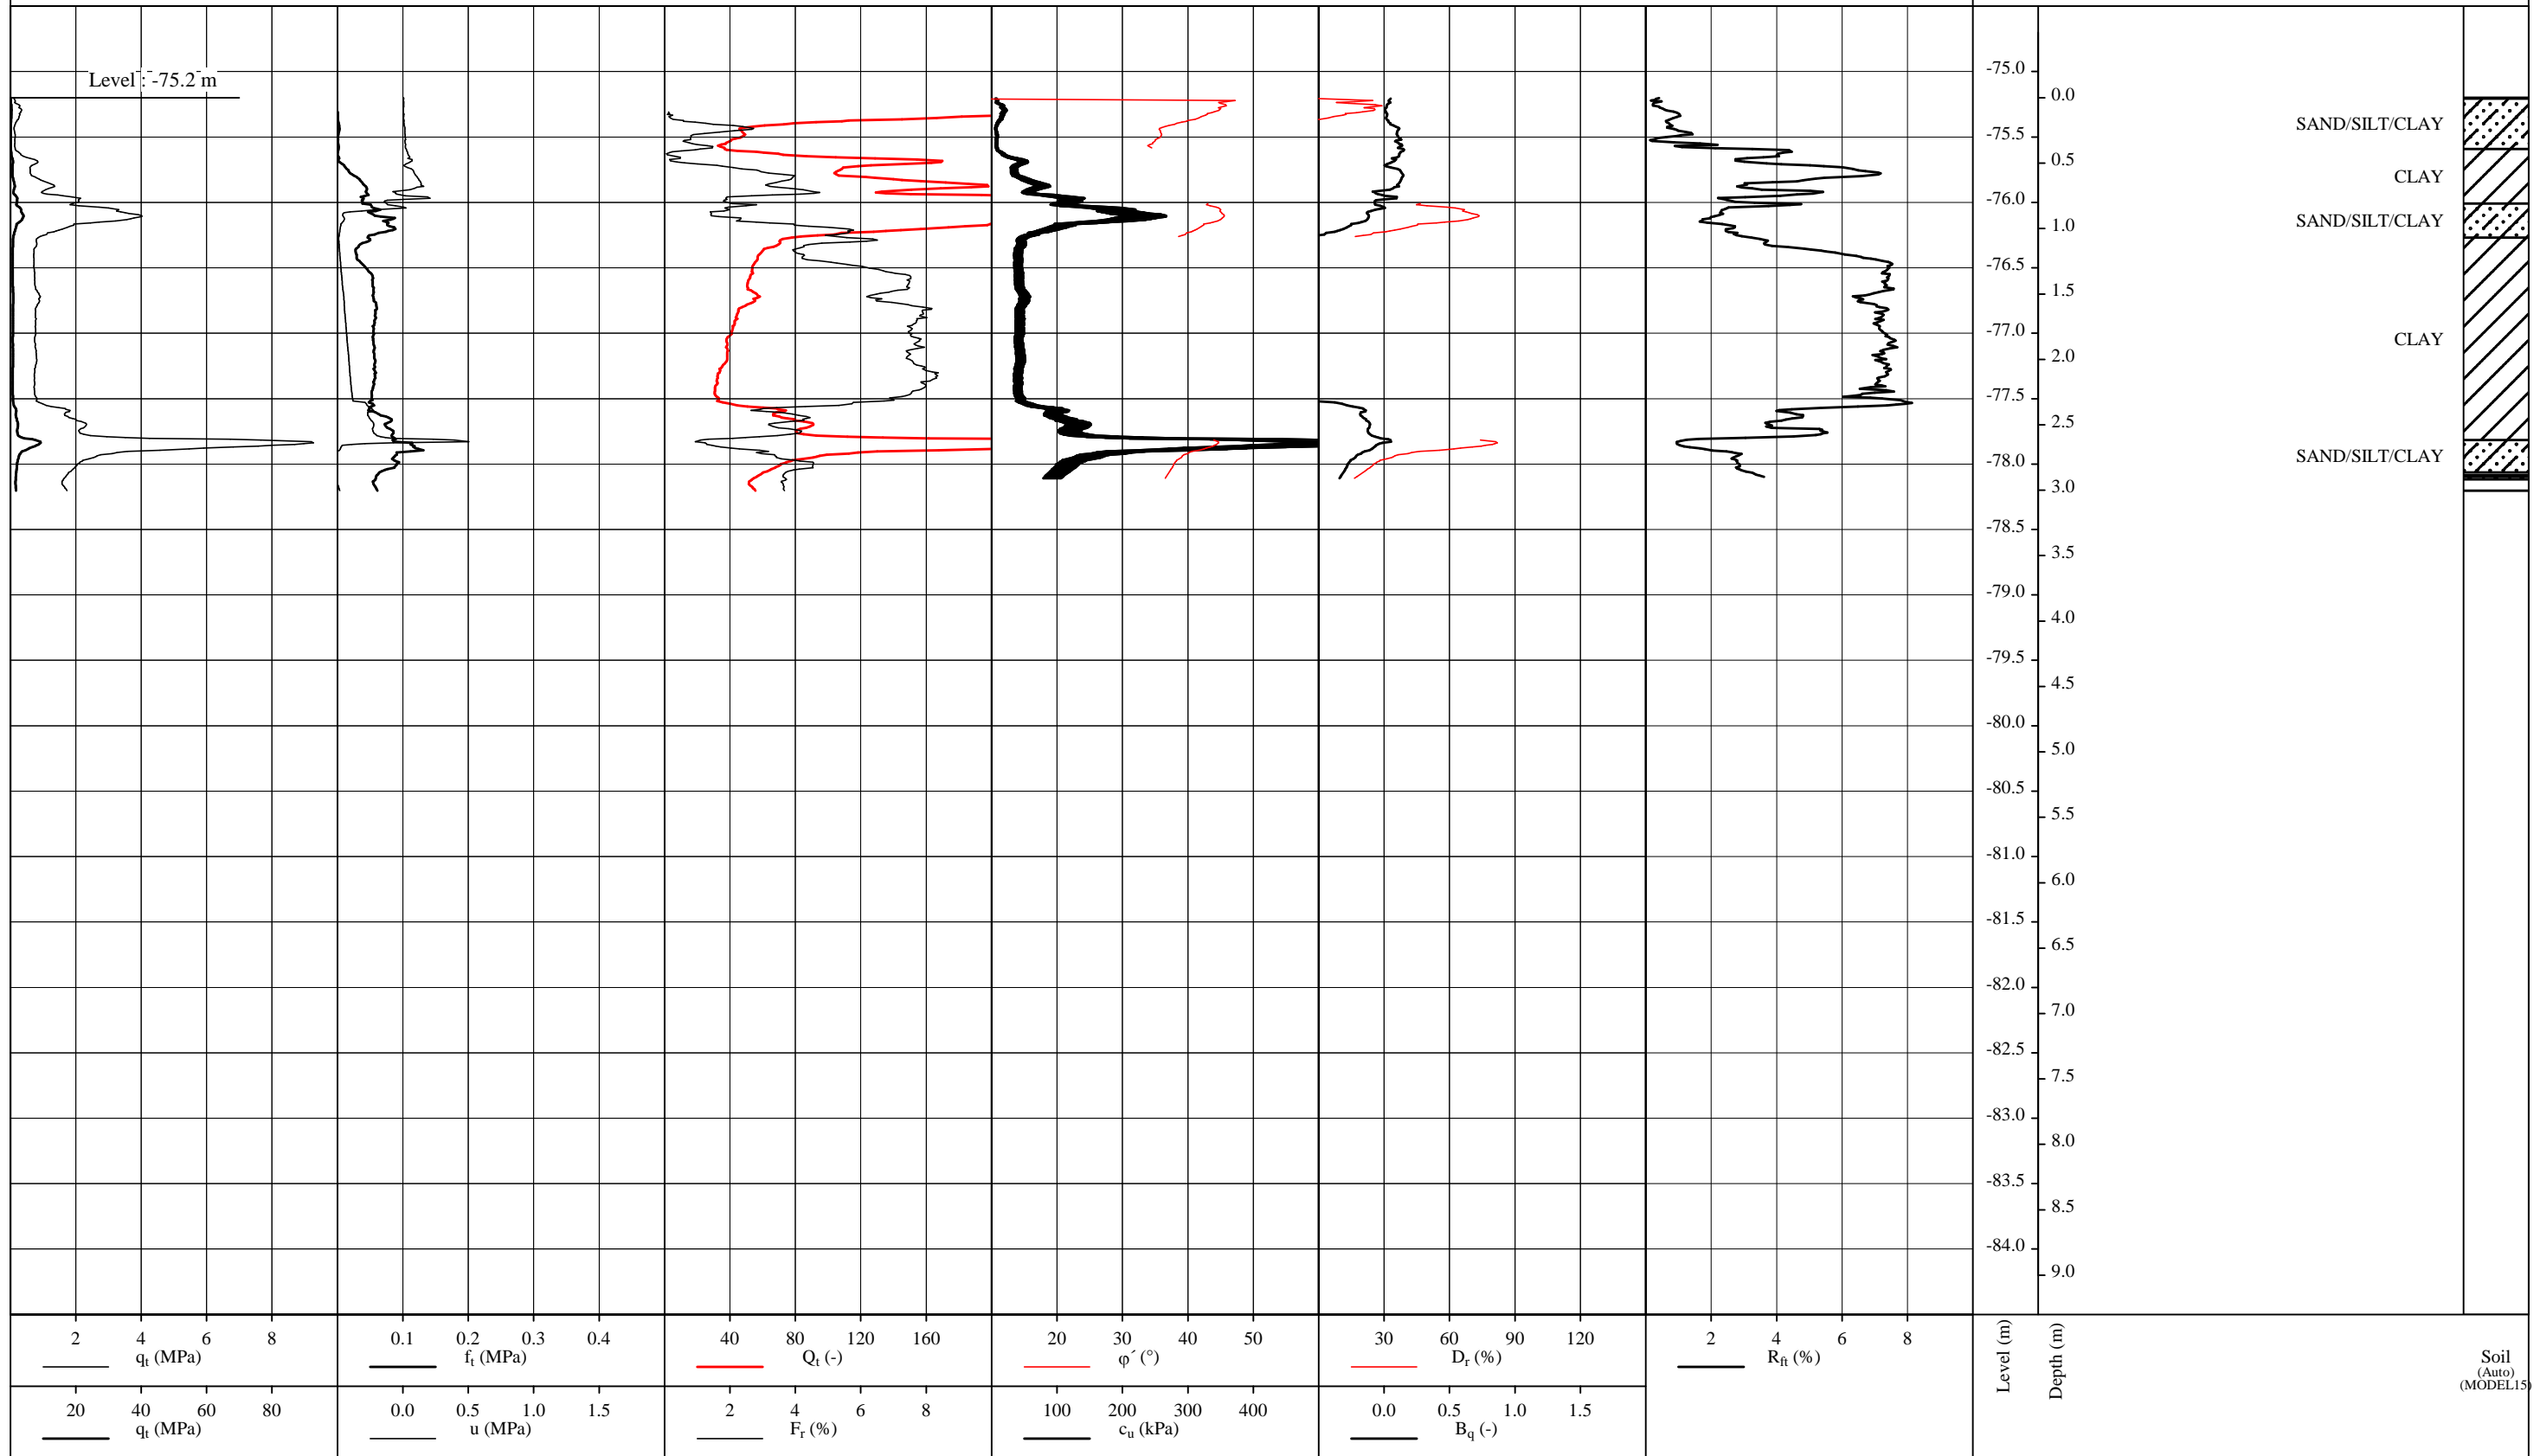 Level : -75.2 m
-75.0
0.0
SAND/SILT/CLAY
-75.5
0.5
CLAY
-76.0
SAND/SILT/CLAY
1.0
-76.5
1.5
-77.0
CLAY
2.0
-77.5
2.5
SAND/SILT/CLAY
-78.0
3.0
-78.5
3.5
-79.0
4.0
-79.5
4.5
-80.0
5.0
-80.5
5.5
-81.0
6.0
-81.5
6.5
-82.0
7.0
-82.5
7.5
-83.0
8.0
-83.5
8.5
-84.0
9.0
2 4 6 8
qt (MPa)
20 40 60 80
qt (MPa)
0.1 0.2 0.3 0.4
ft (MPa)
0.0 0.5 1.0 1.5
u (MPa)
40 80 120 160
Qt (-)
2 4 6 8
Fr (%)
20 30 40 50
φ´ (°)
100 200 300 400
cu (kPa)
30 60 90 120
Dr (%)
0.0 0.5 1.0 1.5
Bq (-)
2 4 6 8
Rft (%)
Level (m)
Depth (m)
Soil
(Auto)
(MODEL15)